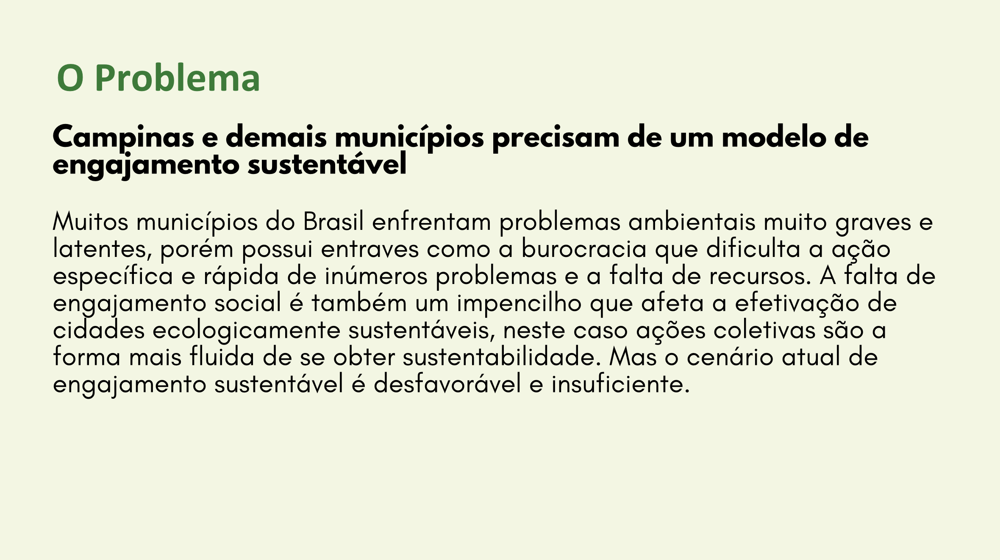 O Problema
Campinas e demais municípios precisam de um modelo de
engajamento sustentável
Muitos municípios do Brasil enfrentam problemas ambientais muito graves e
latentes, porém possui entraves como a burocracia que dificulta a ação
específica e rápida de inúmeros problemas e a falta de recursos. A falta de
engajamento social é também um impencilho que afeta a efetivação de
cidades ecologicamente sustentáveis, neste caso ações coletivas são a
forma mais fluida de se obter sustentabilidade. Mas o cenário atual de
engajamento sustentável é desfavorável e insuficiente.